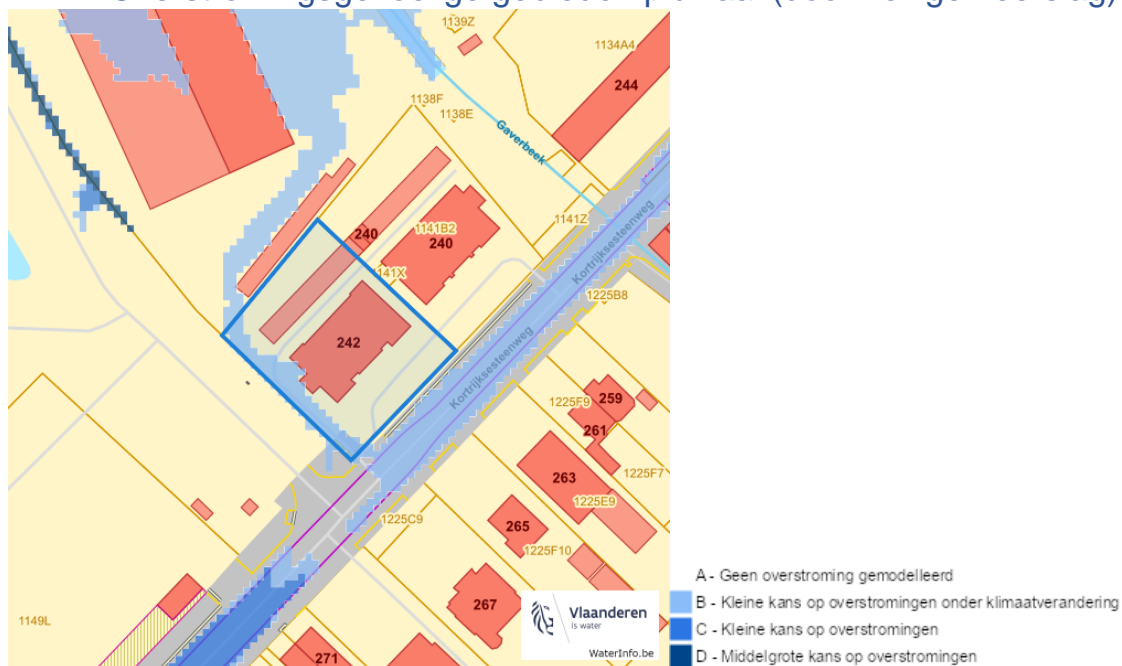 1139Z
1134A4
244
1138F
1138E
Gaverbeek
240
1141B2
240
1141Z
1141X
Kortrijksesteenweg
1225B8
242
Kortrijksesteenweg
1225F9
259
261
263
1225F7
1225E9
265
1225C9
1225F10
267
1149L
271
Vlaanderen
is water
WaterInfo.be
A - Geen overstroming gemodelleerd
B - Kleine kans op overstromingen onder klimaatverandering
C - Kleine kans op overstromingen
D - Middelgrote kans op overstromingen